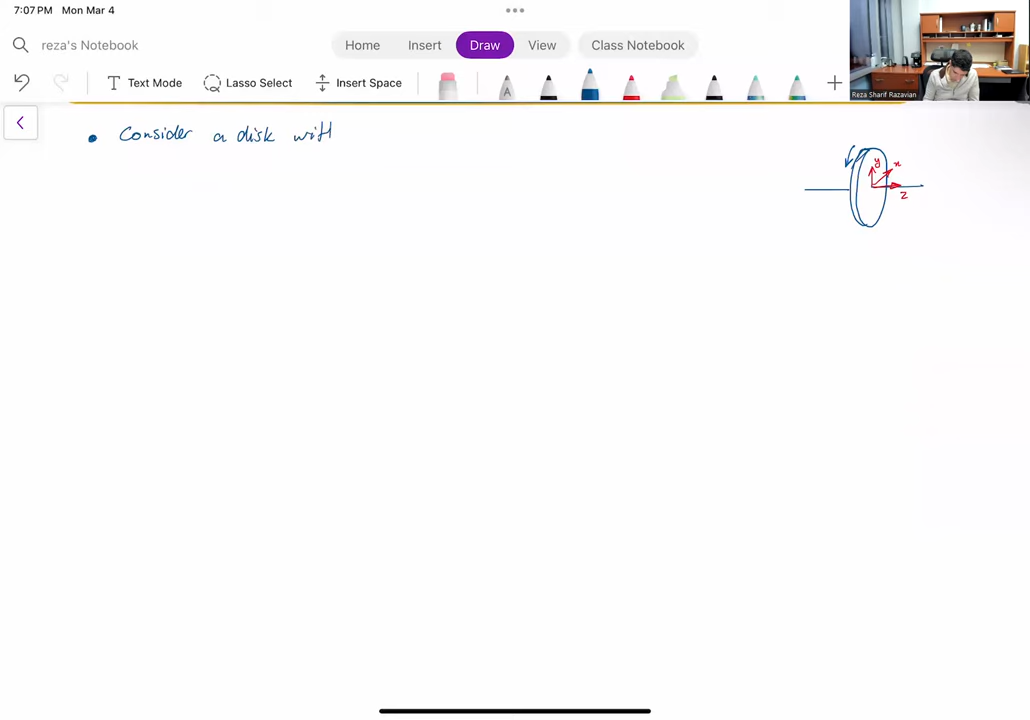 7:07 PM Mon Mar 4
reza's Notebook
Home Insert Draw View Class Notebook
Text Mode Lasso Select Insert Space
A
Reza Sharif Razavian
• Consider a disk with
y x
z